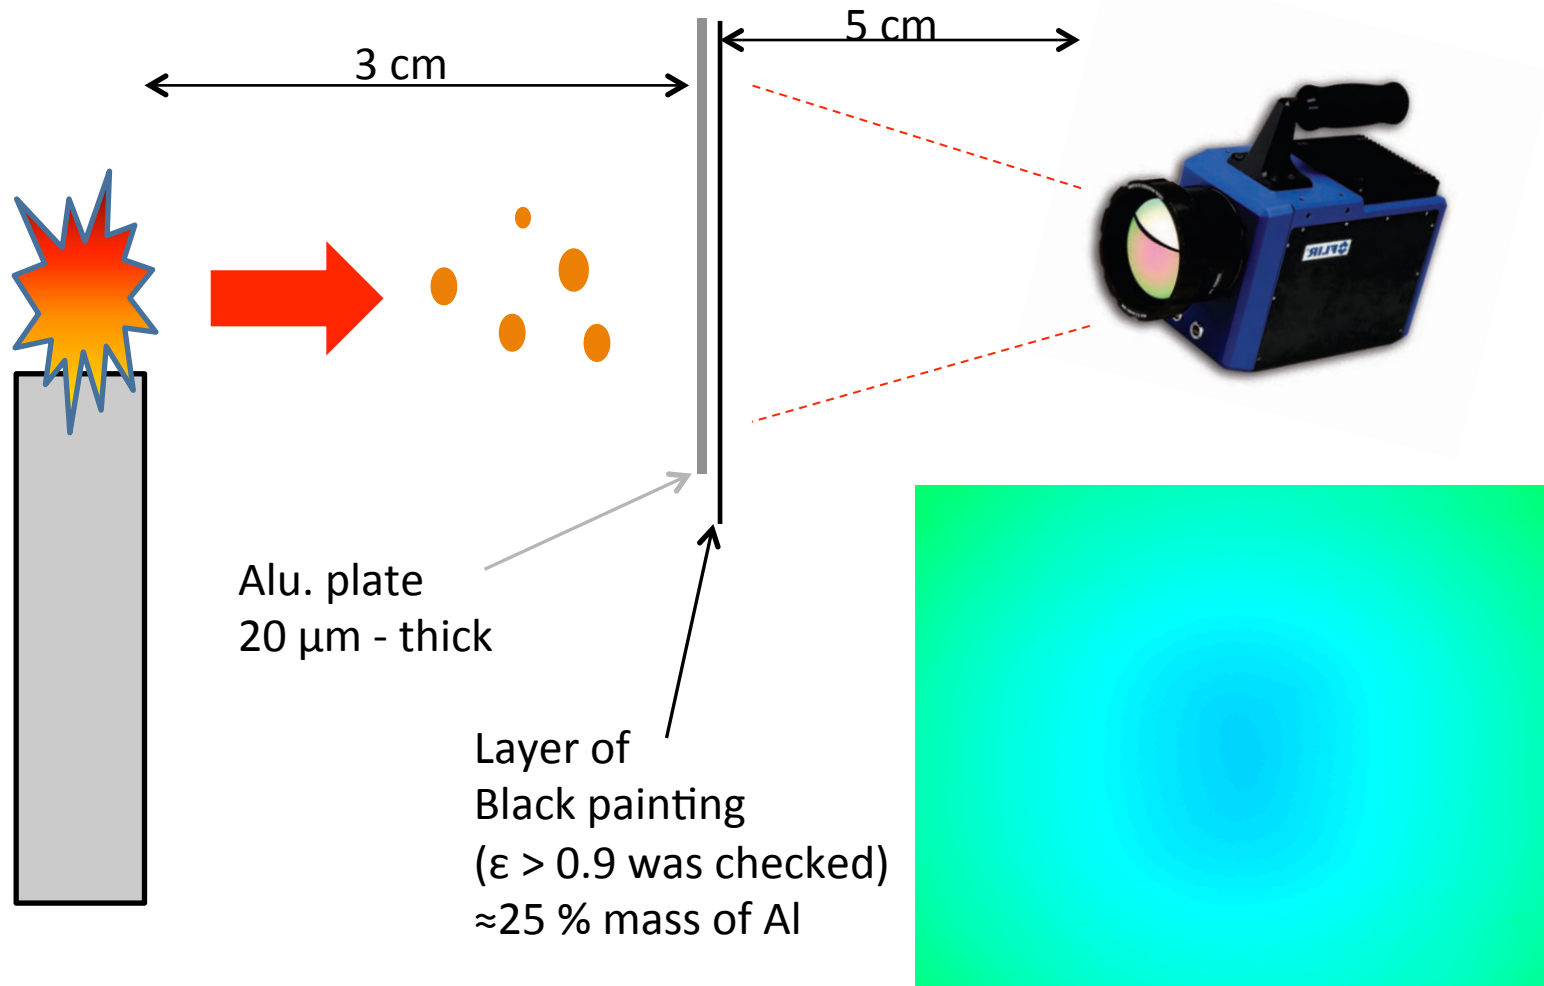 3 cm
5 cm
FLIR
Alu. plate
20 µm - thick
Layer of
Black painting
(ε > 0.9 was checked)
≈25 % mass of Al